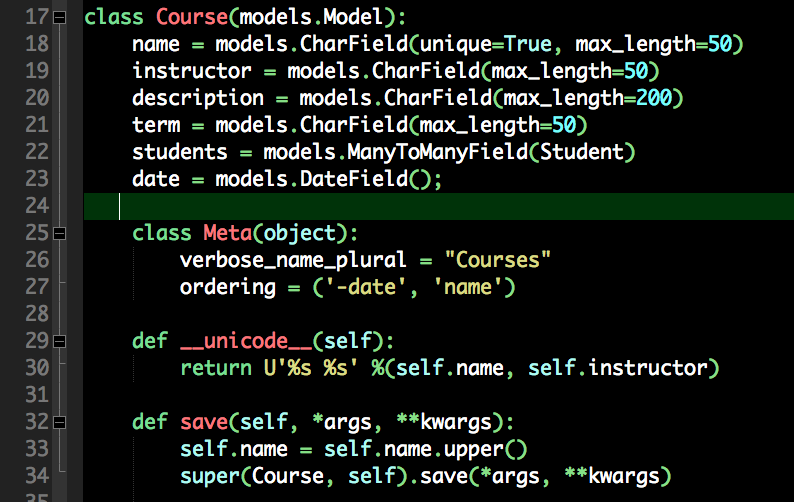 17 class Course(models.Model):
18 name = models.CharField(unique=True, max_length=50)
19 instructor = models.CharField(max_length=50)
20 description = models.CharField(max_length=200)
21 term = models.CharField(max_length=50)
22 students = models.ManyToManyField(Student)
23 date = models.DateField();
24
25 class Meta(object):
26 verbose_name_plural = "Courses"
27 ordering = ('-date', 'name')
28
29 def __unicode__(self):
30 return U'%s %s' %(self.name, self.instructor)
31
32 def save(self, *args, **kwargs):
33 self.name = self.name.upper()
34 super(Course, self).save(*args, **kwargs)
35